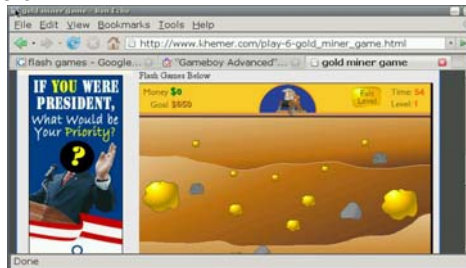 gold miner game -
File Edit View Bookmarks Tools Help
http://www.khemer.com/play-6-gold_miner_game.html
flash games - Google... "Gameboy Advanced"... gold miner game
Flash Games Below
IF YOU WERE
PRESIDENT,
What Would be
Your Priority?
?
Money $0
Goal $650
Exit
Level
Time: 54
Level: 1
Done